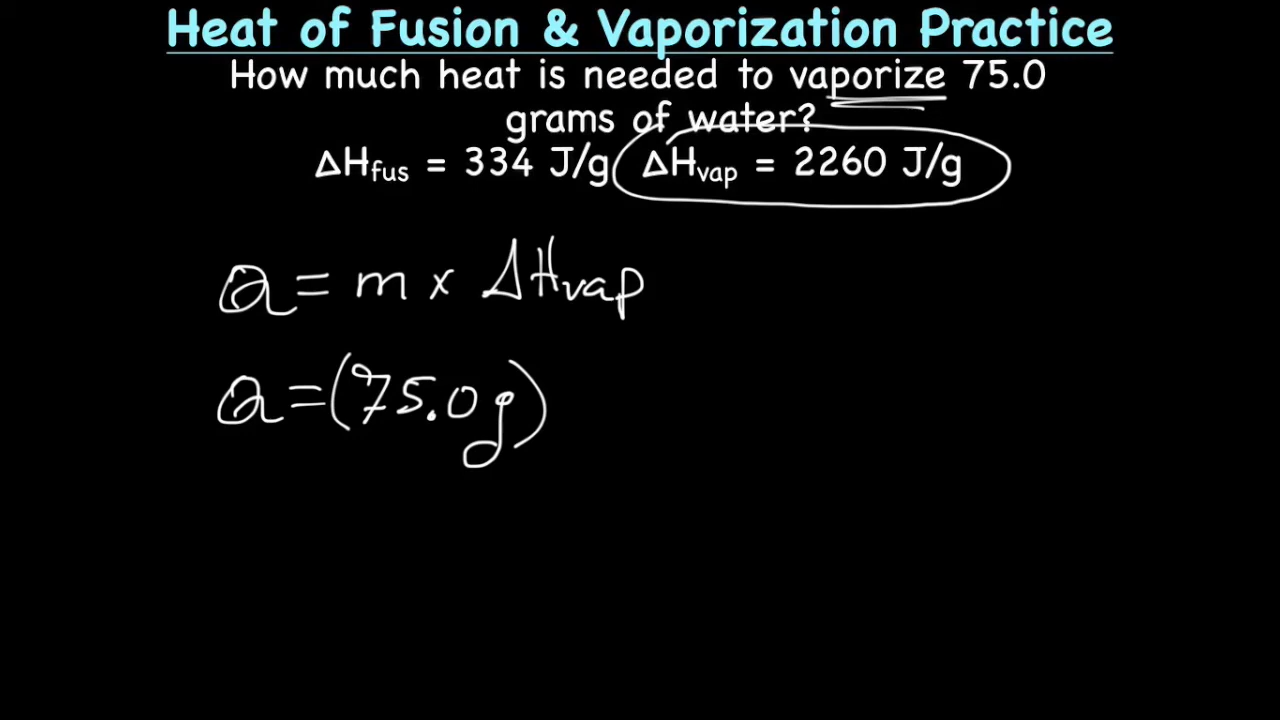 Heat of Fusion & Vaporization Practice
How much heat is needed to vaporize 75.0
grams of water?
ΔHfus = 334 J/g ΔHvap = 2260 J/g
Q = m x ΔHvap
Q = (75.0 g)